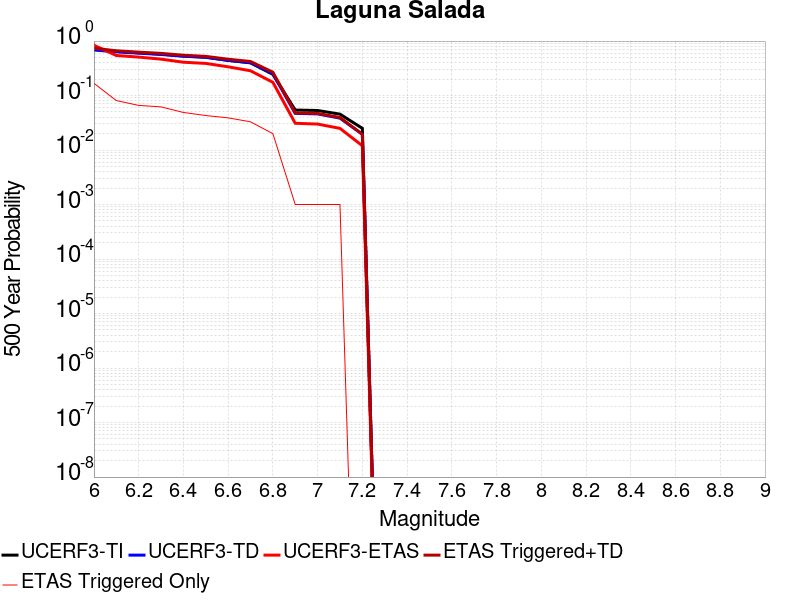 Laguna Salada
10^0
10^-1
10^-2
10^-3
10^-4
10^-5
10^-6
10^-7
10^-8
500 Year Probability
6 6.2 6.4 6.6 6.8 7 7.2 7.4 7.6 7.8 8 8.2 8.4 8.6 8.8 9
Magnitude
UCERF3-TI UCERF3-TD UCERF3-ETAS ETAS Triggered+TD
ETAS Triggered Only